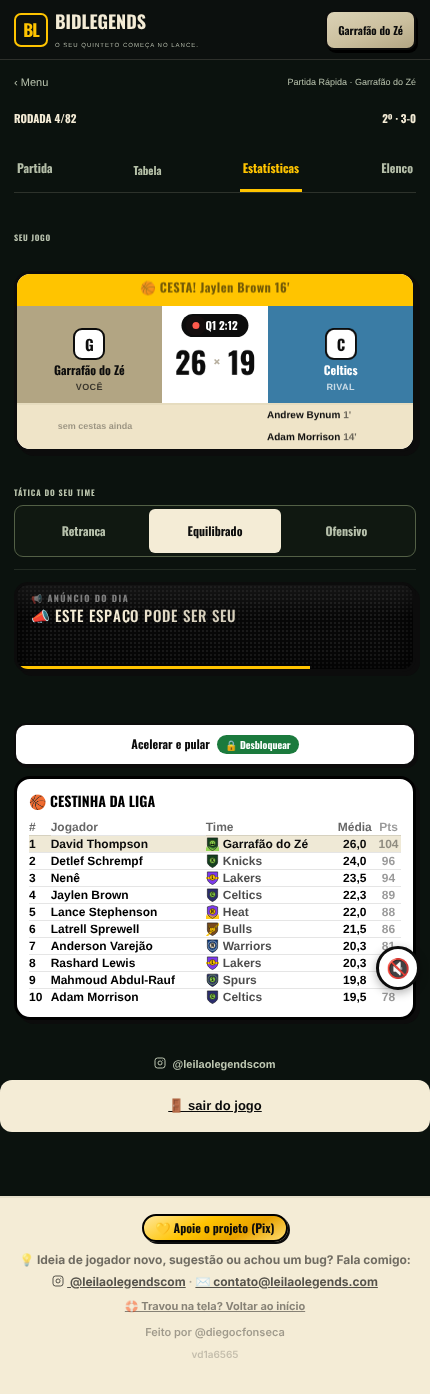 BL BIDLEGENDS
O SEU QUINTETO COMEÇA NO LANCE.
Garrafão do Zé
‹ Menu
Partida Rápida · Garrafão do Zé
RODADA 4/82
2º · 3-0
Partida Tabela Estatísticas Elenco
SEU JOGO
🏀 CESTA! Jaylen Brown 16'
Q1 2:12
G
Garrafão do Zé
VOCÊ
26 × 19
C
Celtics
RIVAL
sem cestas ainda
Andrew Bynum 1'
Adam Morrison 14'
TÁTICA DO SEU TIME
Retranca Equilibrado Ofensivo
📢 ANÚNCIO DO DIA
📣 ESTE ESPACO PODE SER SEU
Acelerar e pular 🔒 Desbloquear
🏀 CESTINHA DA LIGA
# Jogador Time Média Pts
1 David Thompson Garrafão do Zé 26,0 104
2 Detlef Schrempf Knicks 24,0 96
3 Nenê Lakers 23,5 94
4 Jaylen Brown Celtics 22,3 89
5 Lance Stephenson Heat 22,0 88
6 Latrell Sprewell Bulls 21,5 86
7 Anderson Varejão Warriors 20,3 81
8 Rashard Lewis Lakers 20,3
9 Mahmoud Abdul-Rauf Spurs 19,8
10 Adam Morrison Celtics 19,5 78
@leilaolegendscom
🚪 sair do jogo
💛 Apoie o projeto (Pix)
💡 Ideia de jogador novo, sugestão ou achou um bug? Fala comigo:
@leilaolegendscom · ✉️ contato@leilaolegends.com
🛟 Travou na tela? Voltar ao início
Feito por @diegocfonseca
vd1a6565